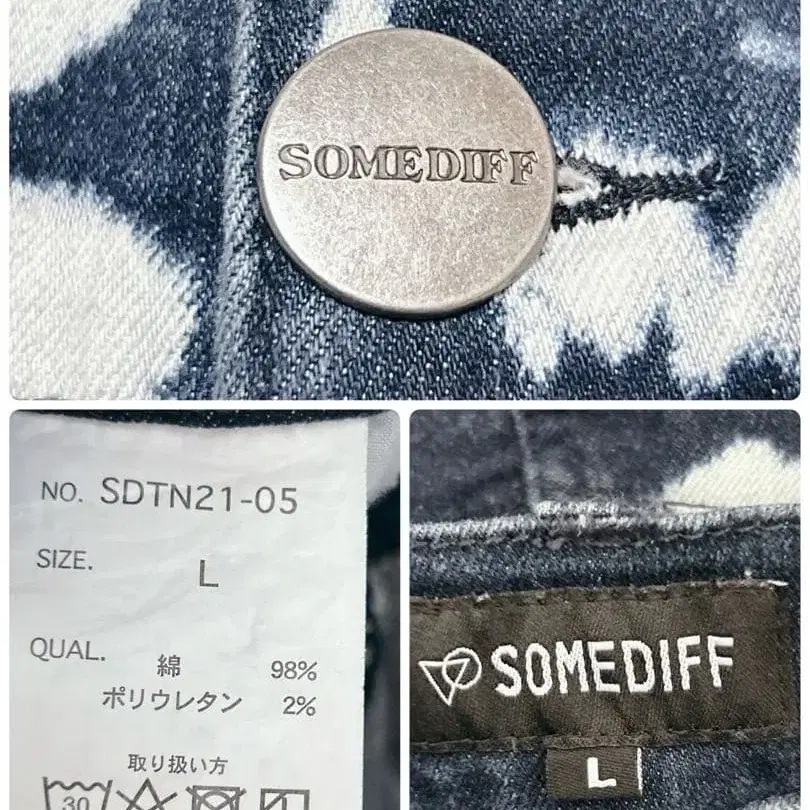 SOMEDIFF
NO. SDTN21-05
SIZE. L
QUAL. 綿 98%
ポリウレタン 2%
取り扱い方
30
SOMEDIFF
L